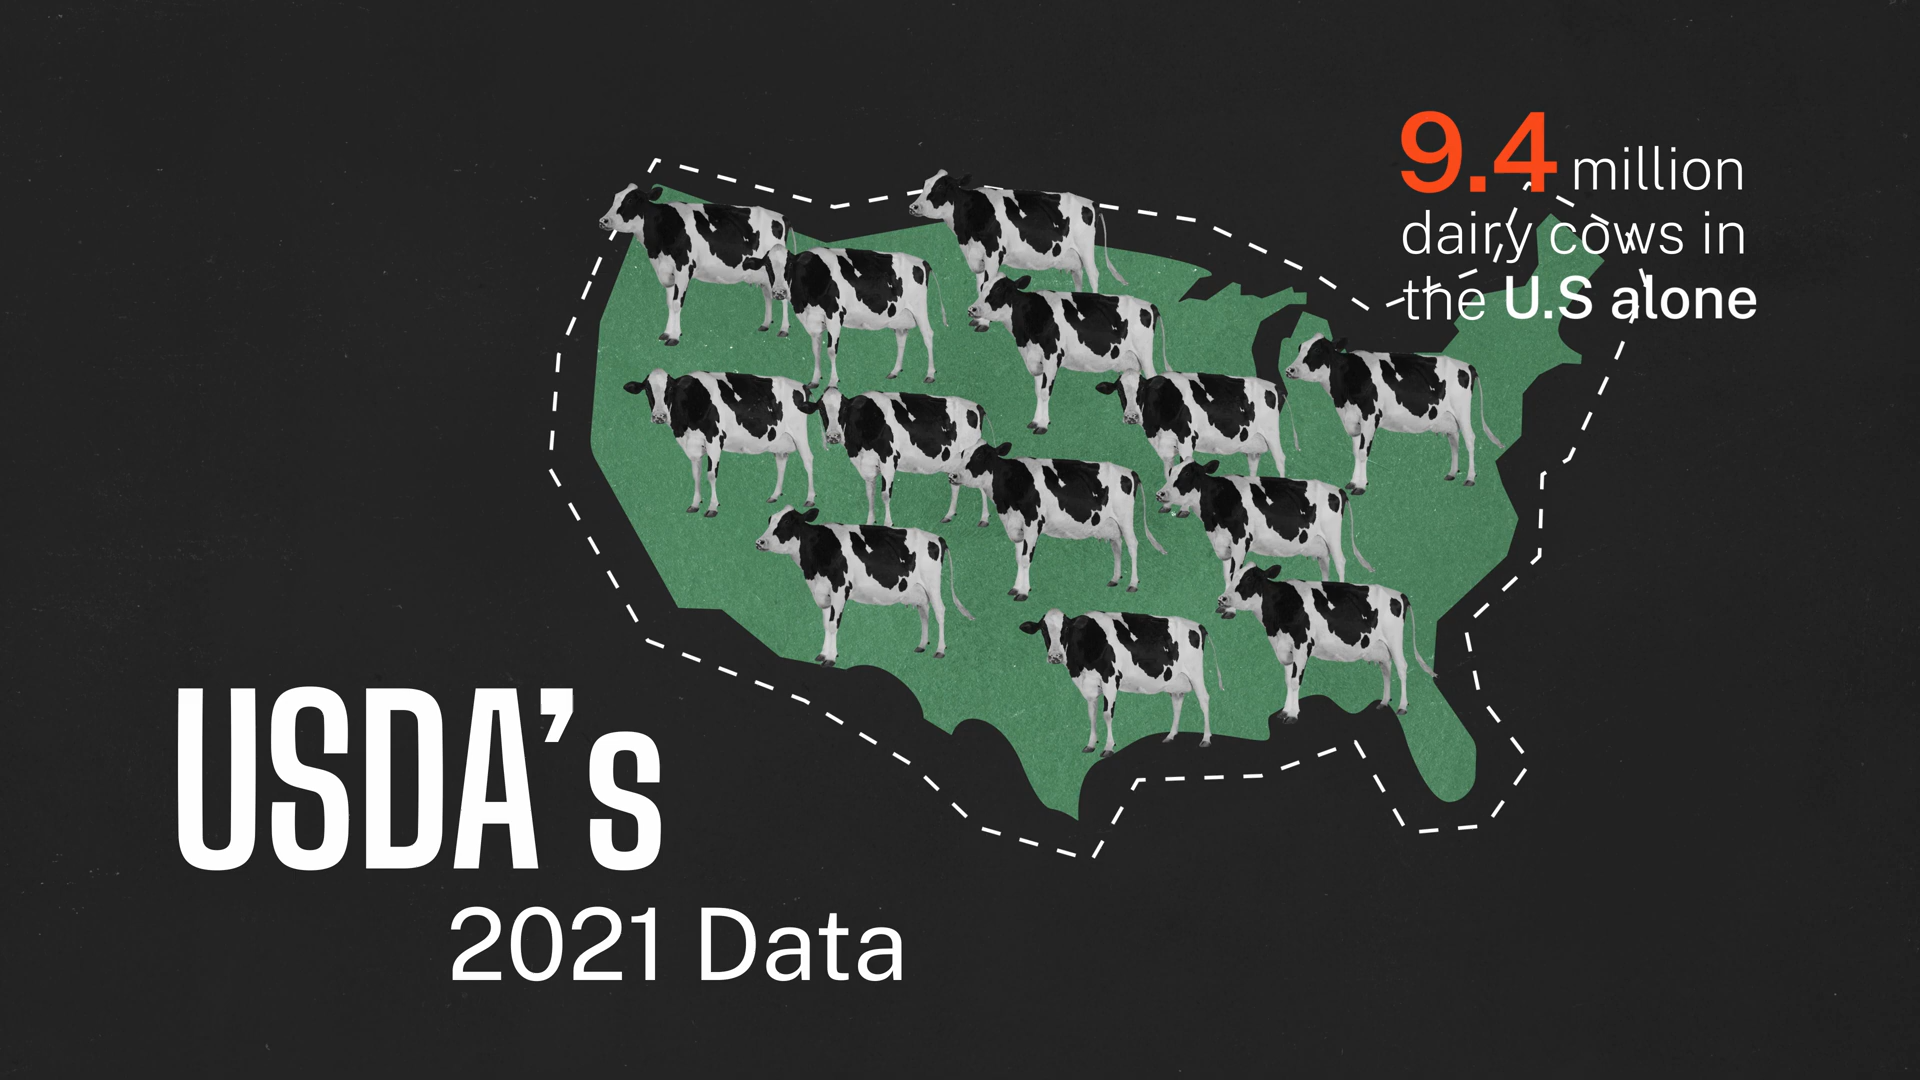 9.4 million
dairy cows in
the U.S alone
USDA's
2021 Data